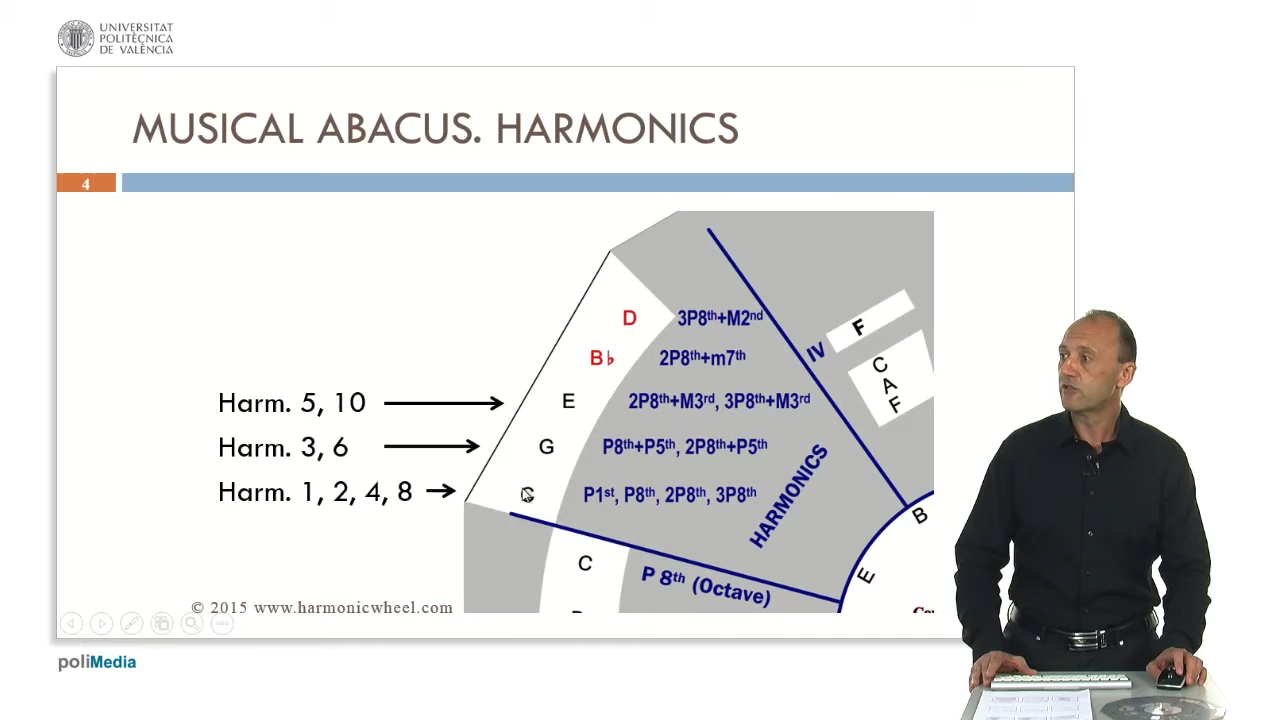 UNIVERSITAT
POLITÈCNICA
DE VALÈNCIA
MUSICAL ABACUS. HARMONICS
4
D 3P8th+M2nd
B♭ 2P8th+m7th
Harm. 5, 10 E 2P8th+M3rd, 3P8th+M3rd
Harm. 3, 6 G P8th+P5th, 2P8th+P5th
Harm. 1, 2, 4, 8 C P1st, P8th, 2P8th, 3P8th
HARMONICS
IV
F
C
A
F
B
E
C
P 8th (Octave)
© 2015 www.harmonicwheel.com
poliMedia